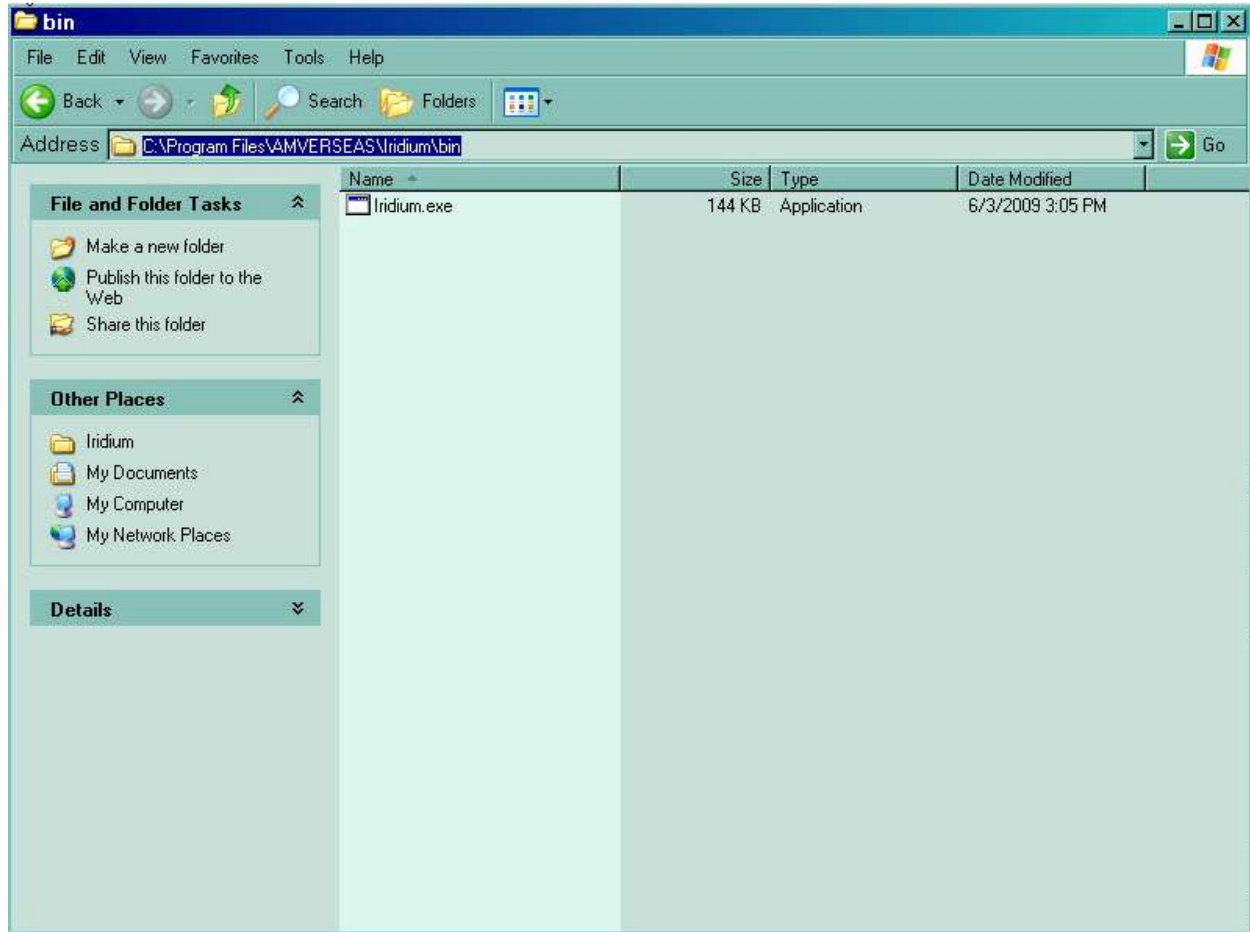 bin
File Edit View Favorites Tools Help
Back Search Folders
Address C:\Program Files\AMVERSEAS\Iridium\bin Go
Name Size Type Date Modified
Iridium.exe 144 KB Application 6/3/2009 3:05 PM
File and Folder Tasks
Make a new folder
Publish this folder to the
Web
Share this folder
Other Places
Iridium
My Documents
My Computer
My Network Places
Details